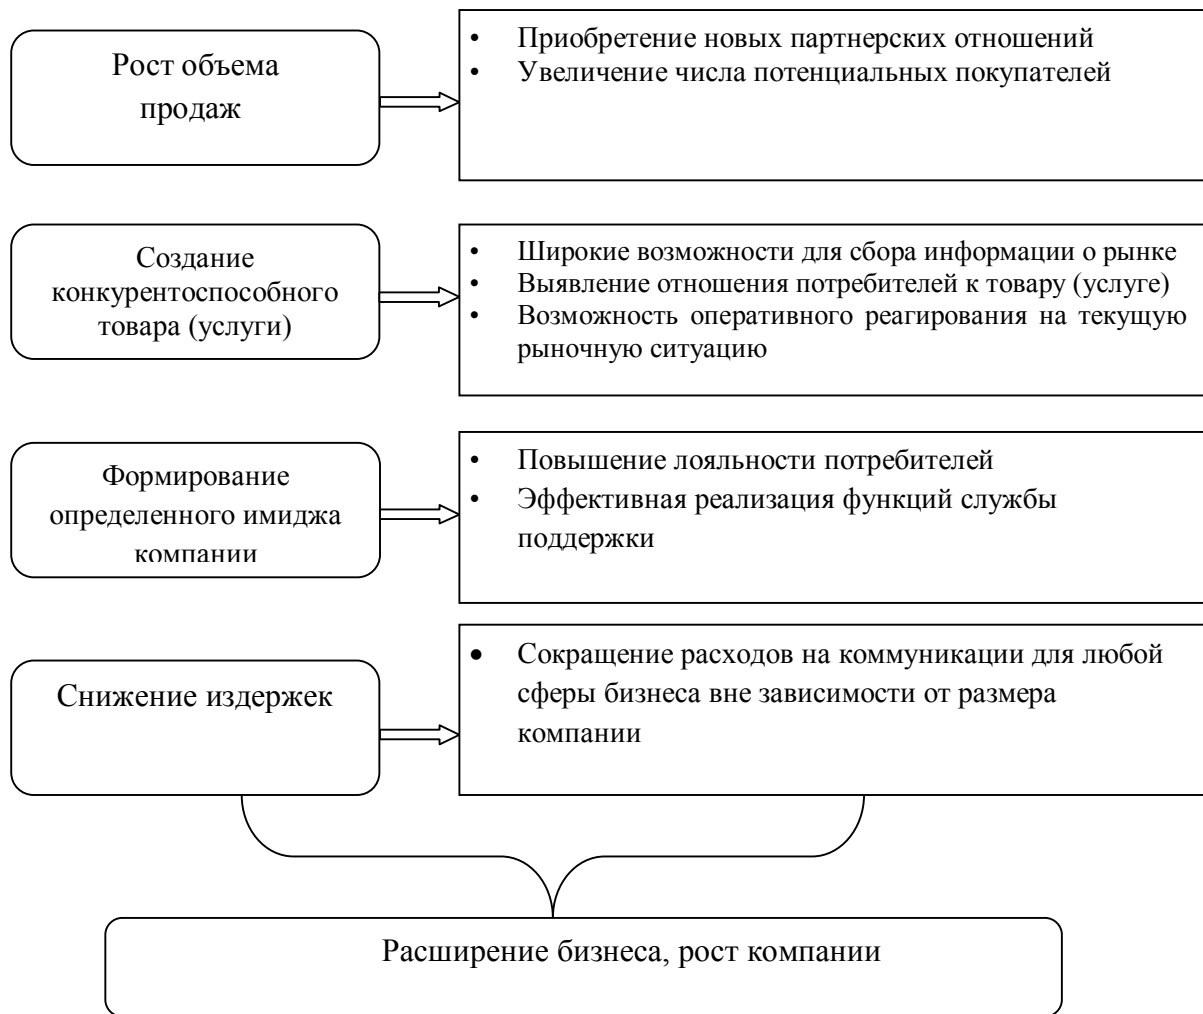 Рост объема
продаж
• Приобретение новых партнерских отношений
• Увеличение числа потенциальных покупателей
Создание
конкурентоспособного
товара (услуги)
• Широкие возможности для сбора информации о рынке
• Выявление отношения потребителей к товару (услуге)
• Возможность оперативного реагирования на текущую
рыночную ситуацию
Формирование
определенного имиджа
компании
• Повышение лояльности потребителей
• Эффективная реализация функций службы
поддержки
Снижение издержек
• Сокращение расходов на коммуникации для любой
сферы бизнеса вне зависимости от размера
компании
Расширение бизнеса, рост компании